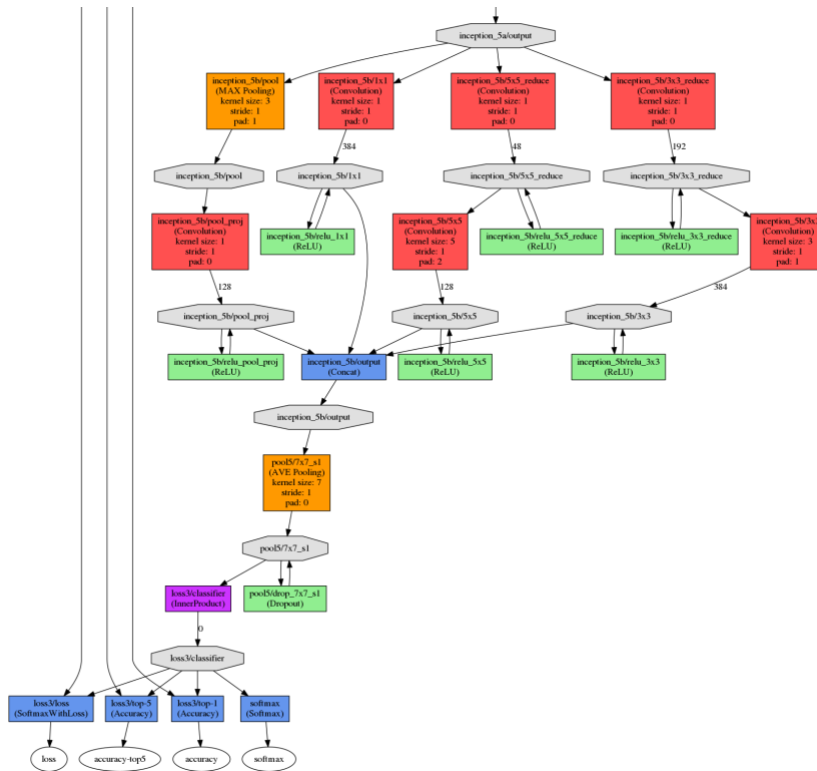 inception_5a/output
inception_5b/pool
(MAX Pooling)
kernel size: 3
stride: 1
pad: 1
inception_5b/1x1
(Convolution)
kernel size: 1
stride: 1
pad: 0
inception_5b/5x5_reduce
(Convolution)
kernel size: 1
stride: 1
pad: 0
inception_5b/3x3_reduce
(Convolution)
kernel size: 1
stride: 1
pad: 0
384
48
192
inception_5b/pool
inception_5b/1x1
inception_5b/5x5_reduce
inception_5b/3x3_reduce
inception_5b/pool_proj
(Convolution)
kernel size: 1
stride: 1
pad: 0
inception_5b/relu_1x1
(ReLU)
inception_5b/5x5
(Convolution)
kernel size: 5
stride: 1
pad: 2
inception_5b/relu_5x5_reduce
(ReLU)
inception_5b/relu_3x3_reduce
(ReLU)
inception_5b/3x3
(Convolution)
kernel size: 3
stride: 1
pad: 1
128
128
384
inception_5b/pool_proj
inception_5b/5x5
inception_5b/3x3
inception_5b/relu_pool_proj
(ReLU)
inception_5b/output
(Concat)
inception_5b/relu_5x5
(ReLU)
inception_5b/relu_3x3
(ReLU)
inception_5b/output
pool5/7x7_s1
(AVE Pooling)
kernel size: 7
stride: 1
pad: 0
pool5/7x7_s1
loss3/classifier
(InnerProduct)
pool5/drop_7x7_s1
(Dropout)
0
loss3/classifier
loss3/loss
(SoftmaxWithLoss)
loss3/top-5
(Accuracy)
loss3/top-1
(Accuracy)
softmax
(Softmax)
loss
accuracy-top5
accuracy
softmax